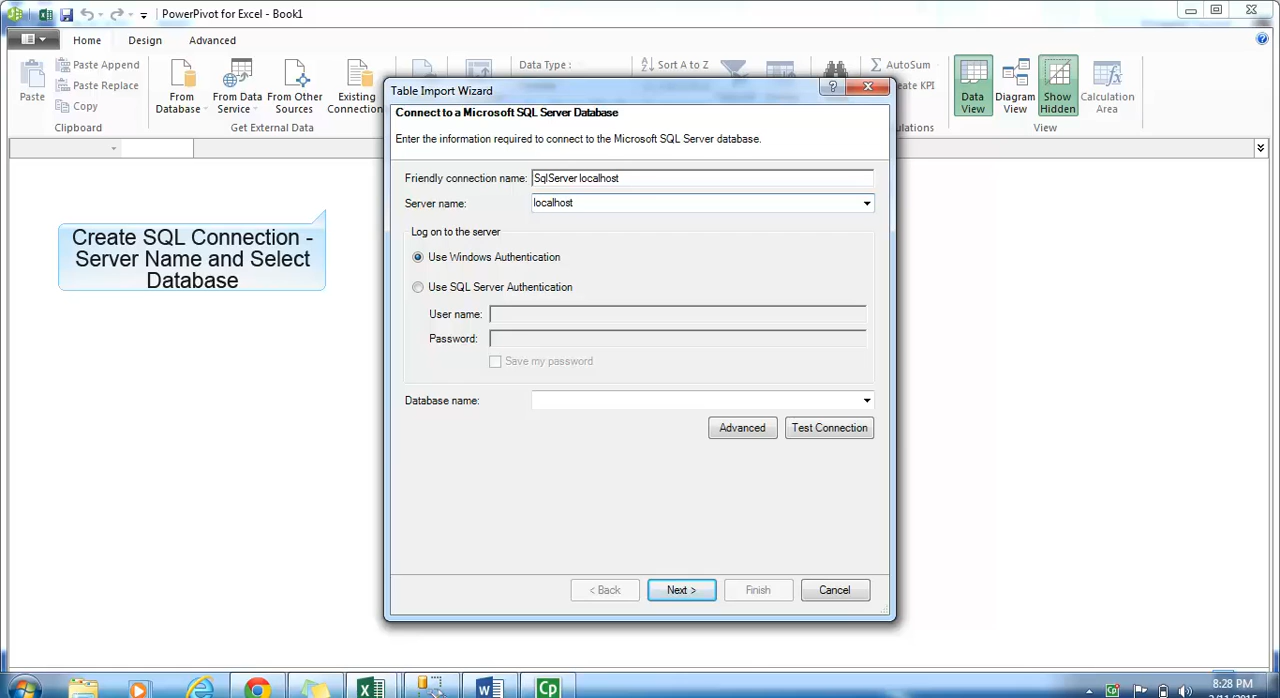 PowerPivot for Excel - Book1
Home
Design
Advanced
Paste
Paste Append
Paste Replace
Copy
Clipboard
From Database
From Data Service
From Other Sources
Existing Connection
Get External Data
Data Type :
Sort A to Z
AutoSum
eate KPI
ulations
Data View
Diagram View
Show Hidden
Calculation Area
View
Create SQL Connection -
Server Name and Select
Database
Table Import Wizard
Connect to a Microsoft SQL Server Database
Enter the information required to connect to the Microsoft SQL Server database.
Friendly connection name: SqlServer localhost
Server name: localhost
Log on to the server
Use Windows Authentication
Use SQL Server Authentication
User name:
Password:
Save my password
Database name:
Advanced
Test Connection
< Back
Next >
Finish
Cancel
8:28 PM